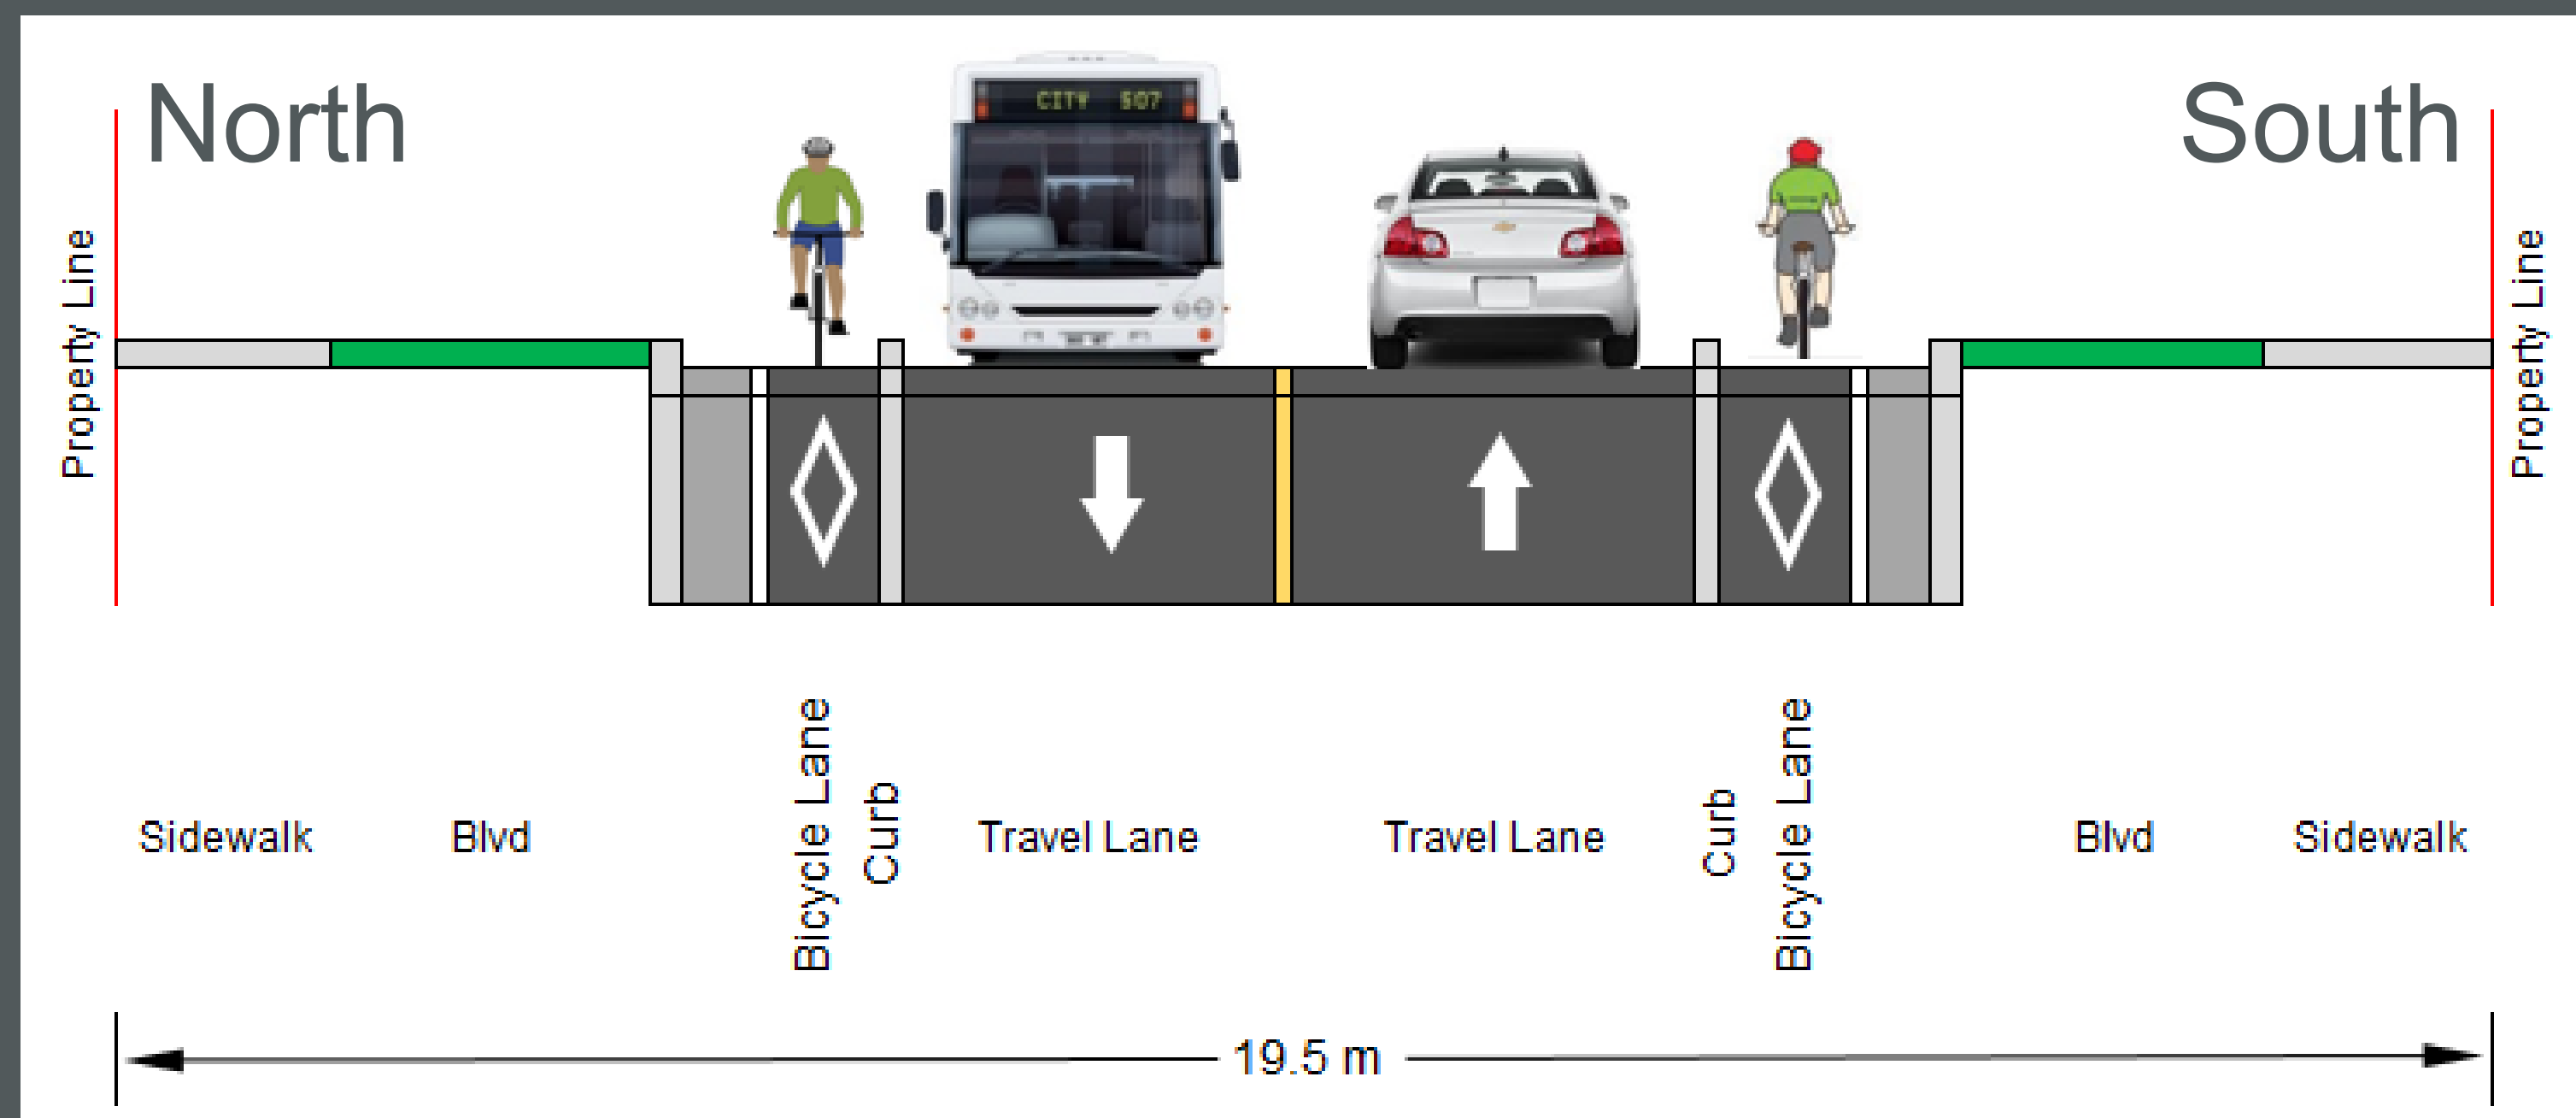 North
South
CITY 507
Property Line
Property Line
Sidewalk
Blvd
Bicycle Lane
Curb
Travel Lane
Travel Lane
Curb
Bicycle Lane
Blvd
Sidewalk
19.5 m